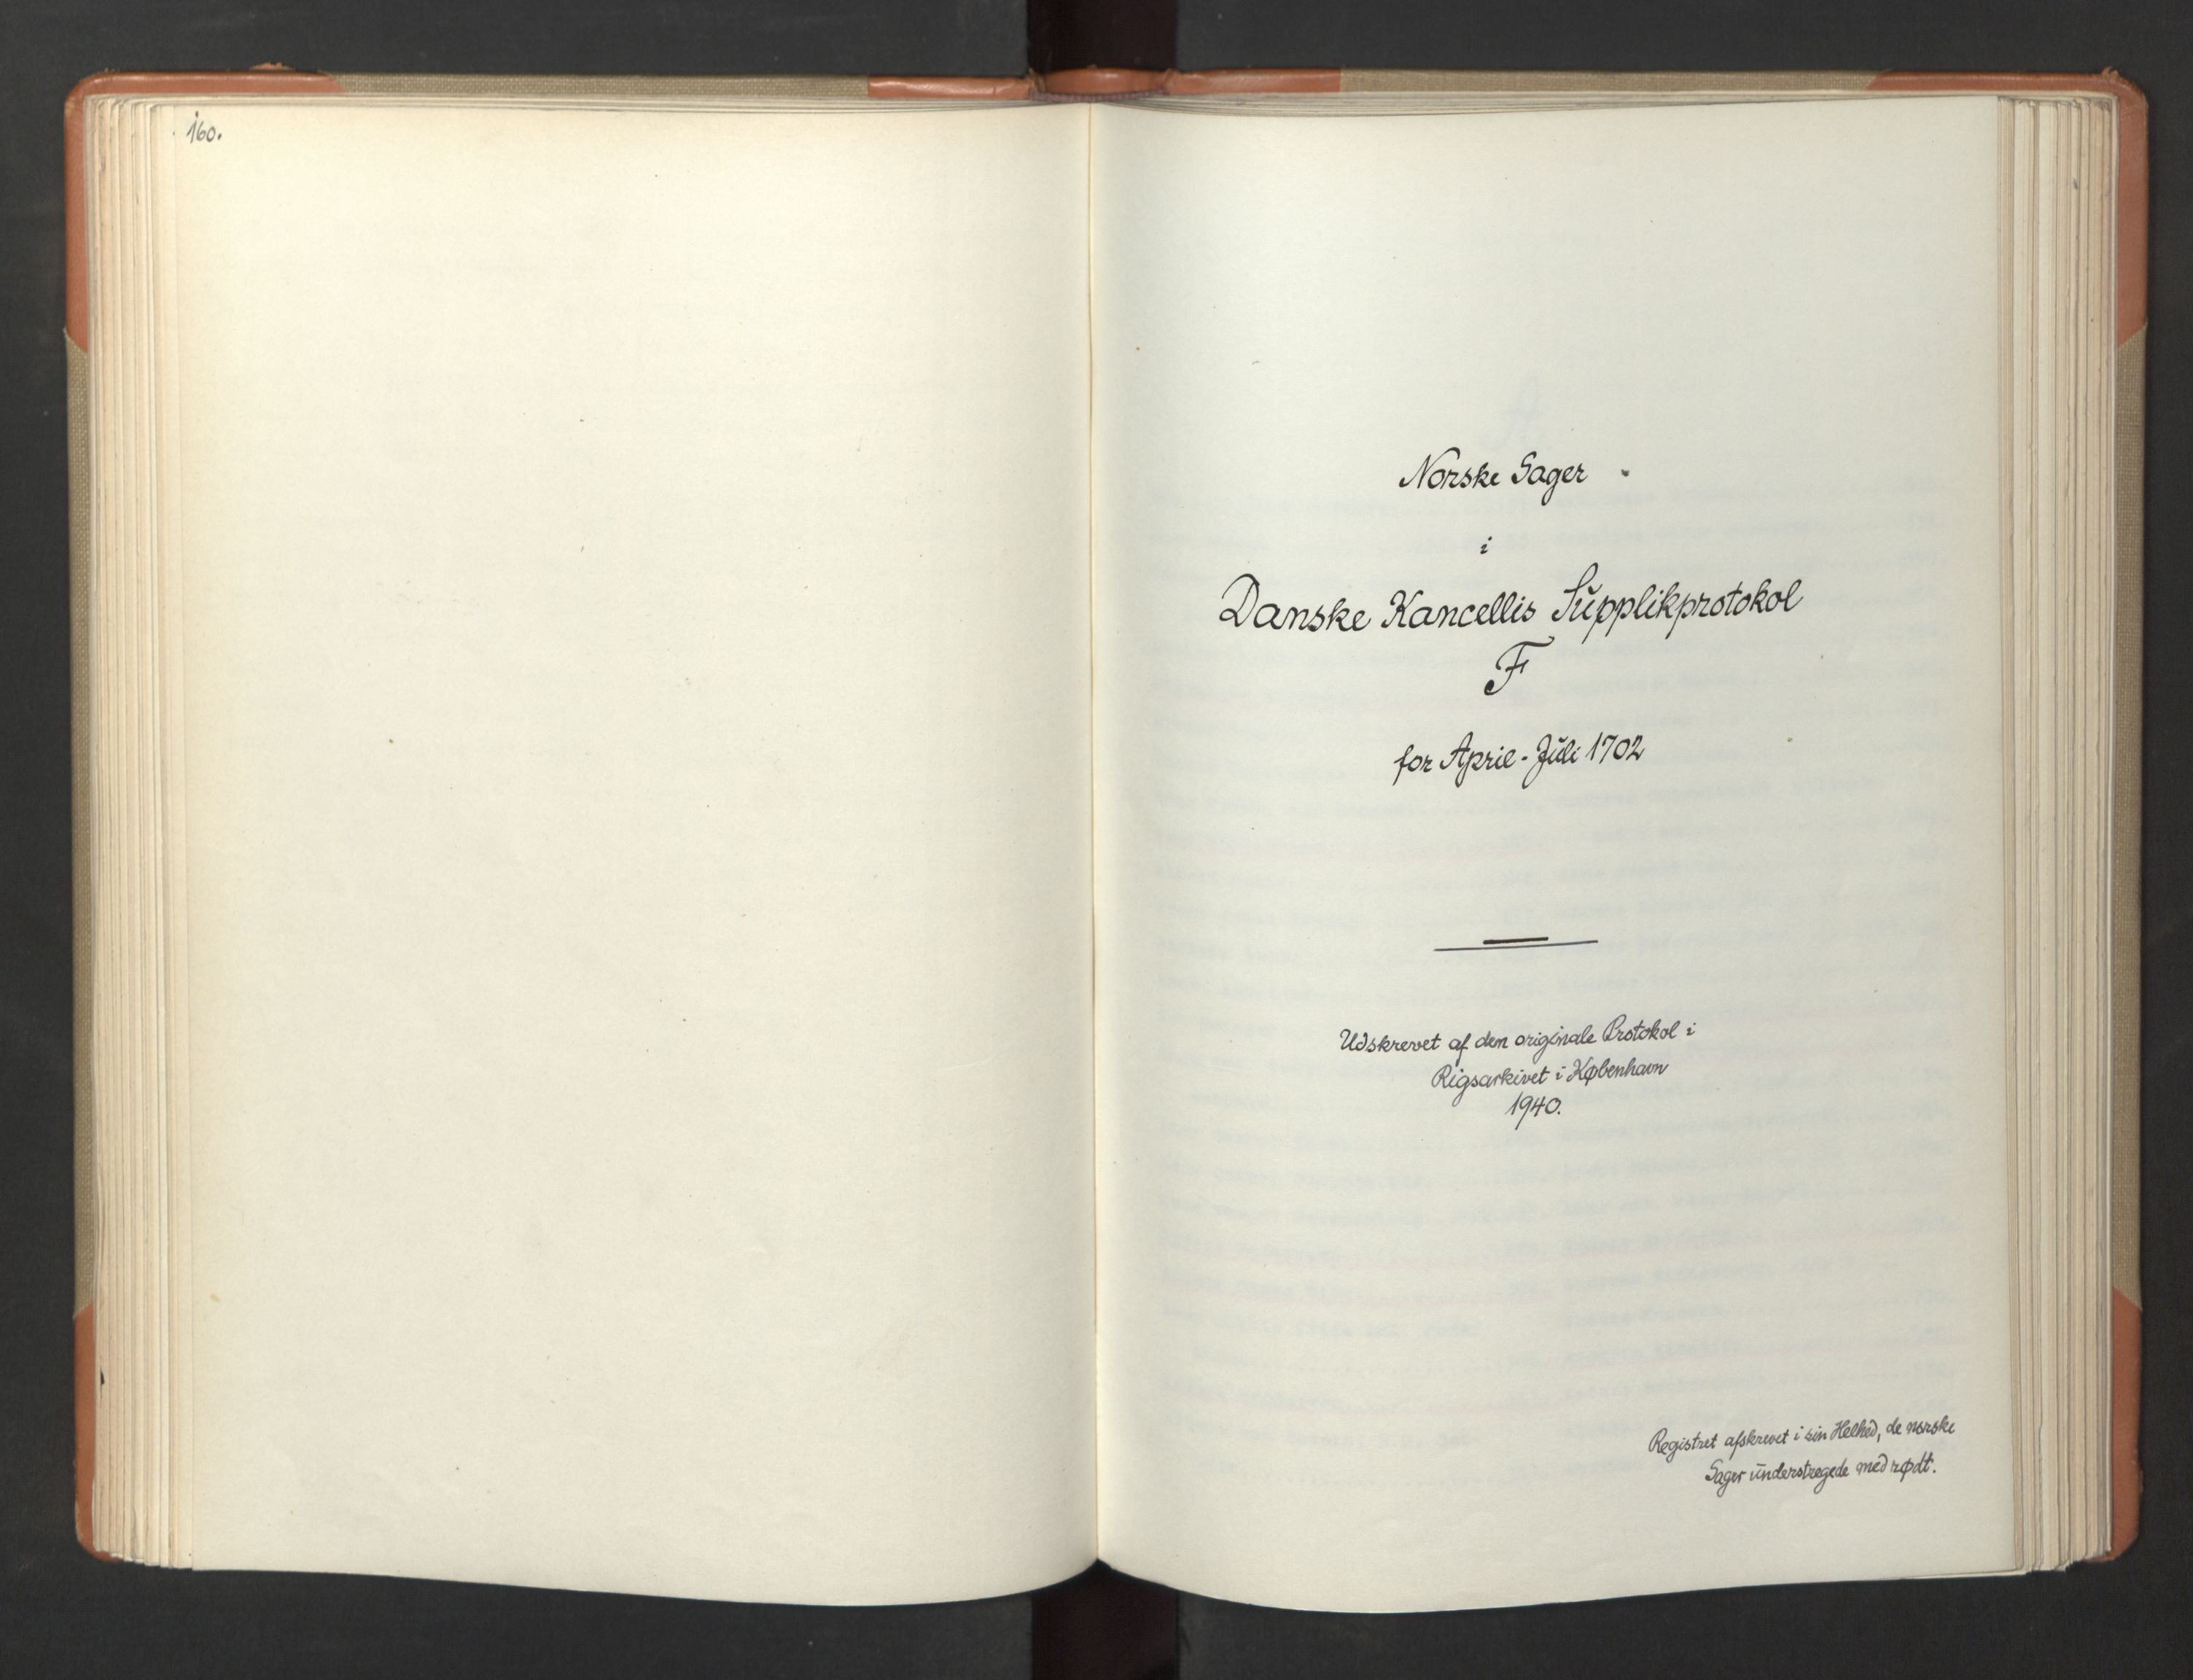 160.
Norske Sager
i
Danske Kancellis Supplikprotokol
F
for April - Juli 1702
Udskrevet af den originale Protokol i
Rigsarkivet i København
1940.
Registret afskrevet i sin Helhed, de norske
Sager understregede med rødt.